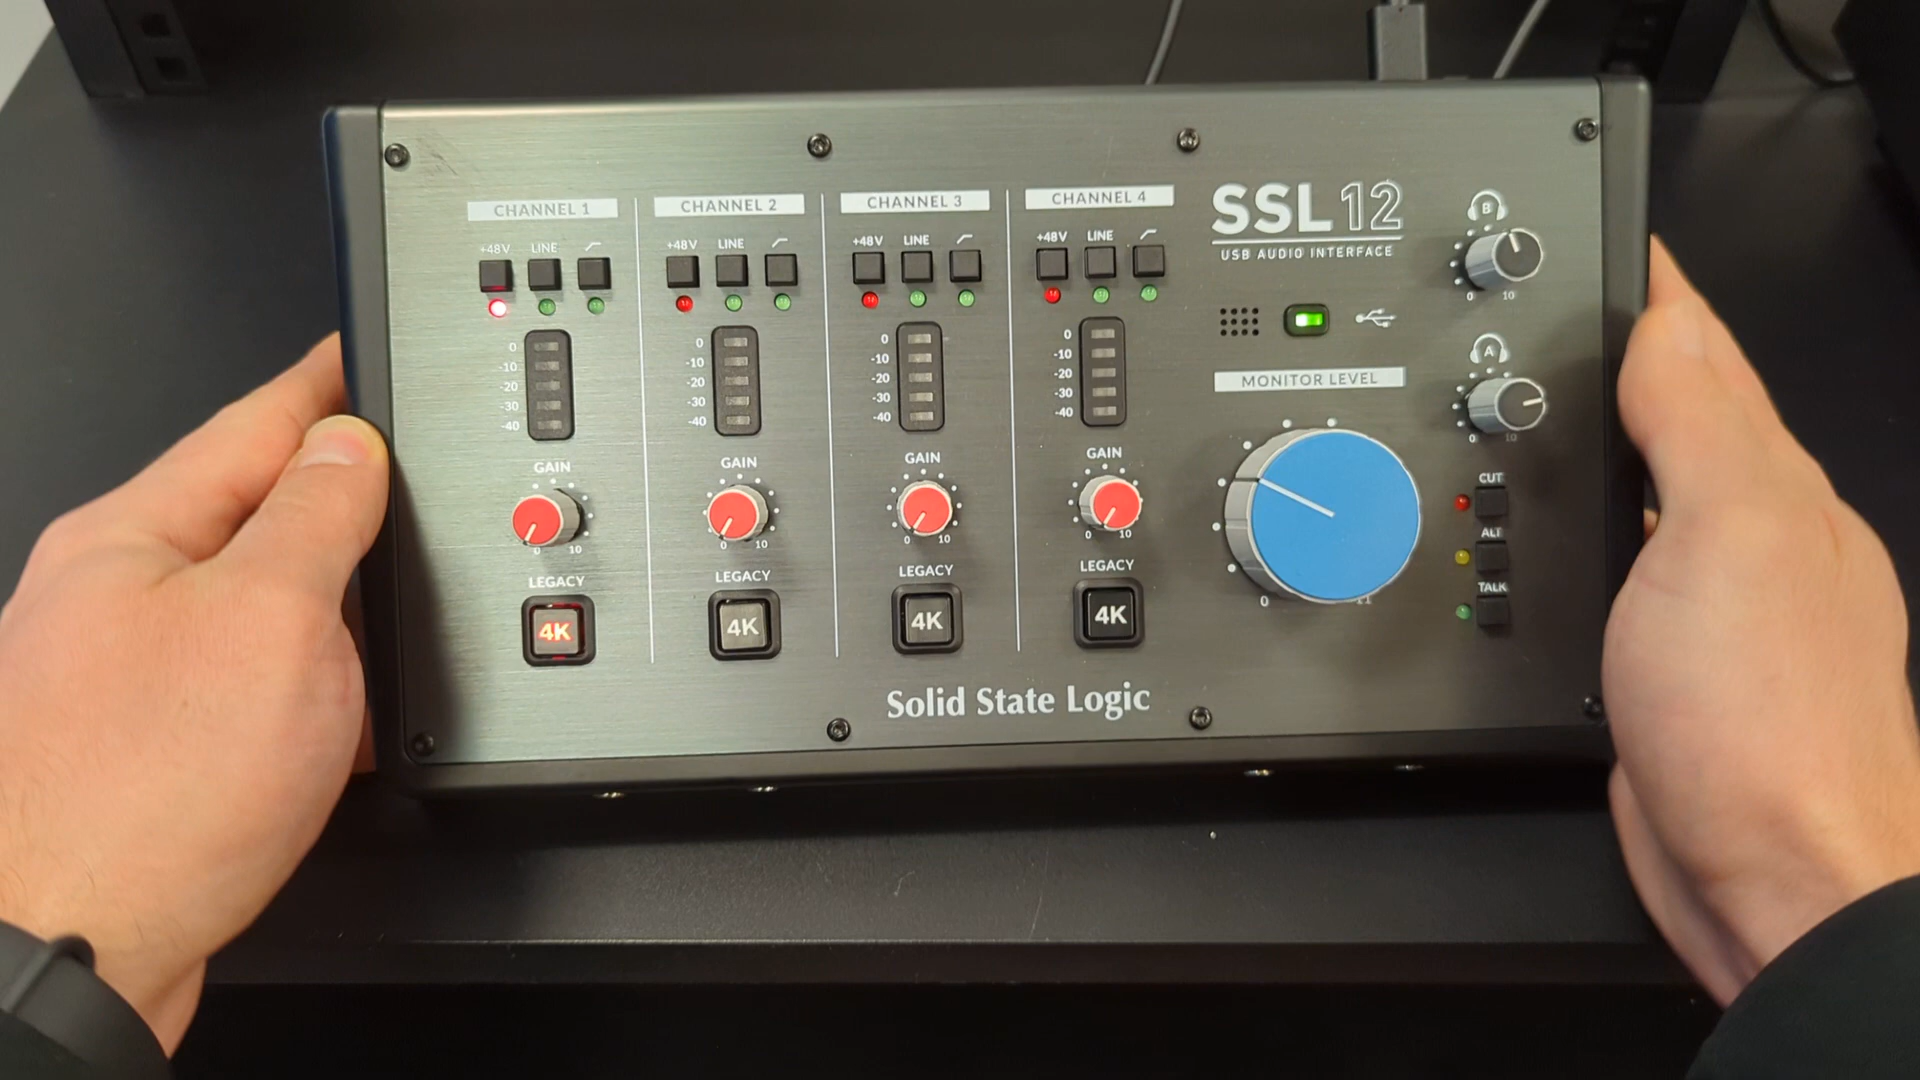 CHANNEL 1
+48V LINE
0
-10
-20
-30
-40
GAIN
0 10
LEGACY
4K
CHANNEL 2
+48V LINE
0
-10
-20
-30
-40
GAIN
0 10
LEGACY
4K
CHANNEL 3
+48V LINE
0
-10
-20
-30
-40
GAIN
0 10
LEGACY
4K
CHANNEL 4
+48V LINE
0
-10
-20
-30
-40
GAIN
0 10
LEGACY
4K
SSL 12
USB AUDIO INTERFACE
B
0 10
A
0 10
MONITOR LEVEL
0 11
CUT
ALT
TALK
Solid State Logic